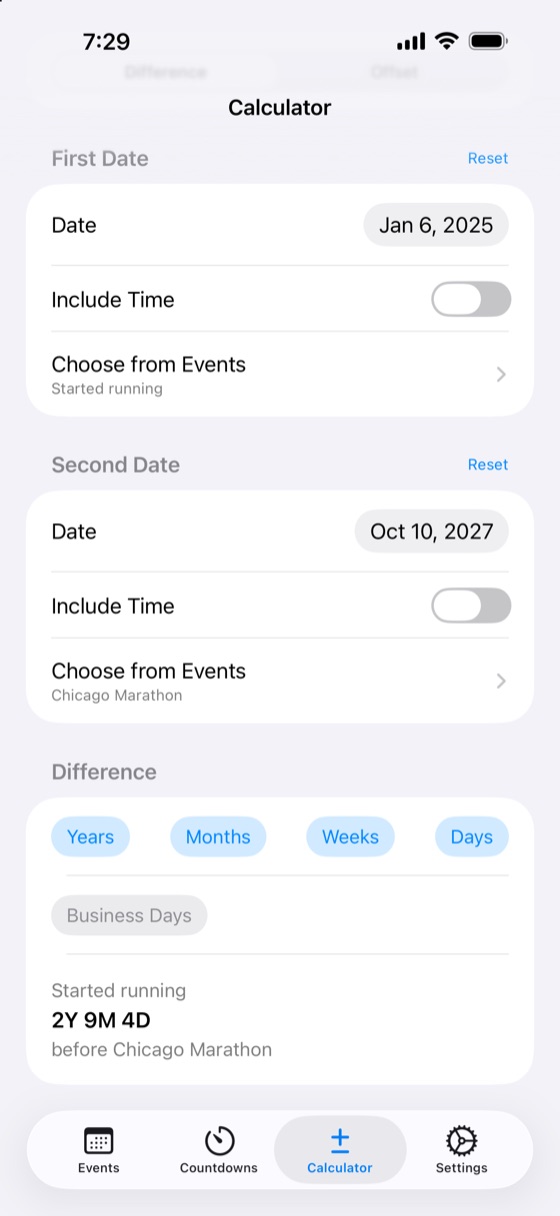 7:29
Difference Offset
Calculator
First Date Reset
Date Jan 6, 2025
Include Time
Choose from Events
Started running
Second Date Reset
Date Oct 10, 2027
Include Time
Choose from Events
Chicago Marathon
Difference
Years Months Weeks Days
Business Days
Started running
2Y 9M 4D
before Chicago Marathon
Events Countdowns Calculator Settings